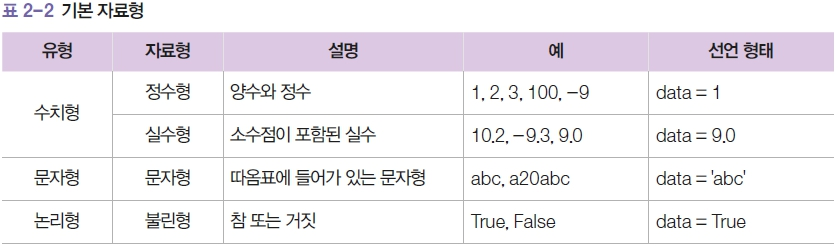 표 2-2 기본 자료형
유형 자료형 설명 예 선언 형태
수치형 정수형 양수와 정수 1, 2, 3, 100, -9 data = 1
실수형 소수점이 포함된 실수 10.2, -9.3, 9.0 data = 9.0
문자형 문자형 따옴표에 들어가 있는 문자형 abc, a20abc data = 'abc'
논리형 불린형 참 또는 거짓 True, False data = True